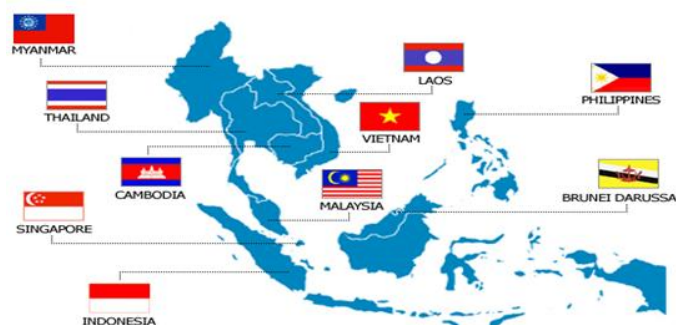 MYANMAR
LAOS
PHILIPPINES
THAILAND
VIETNAM
CAMBODIA
MALAYSIA
BRUNEI DARUSSA
SINGAPORE
INDONESIA